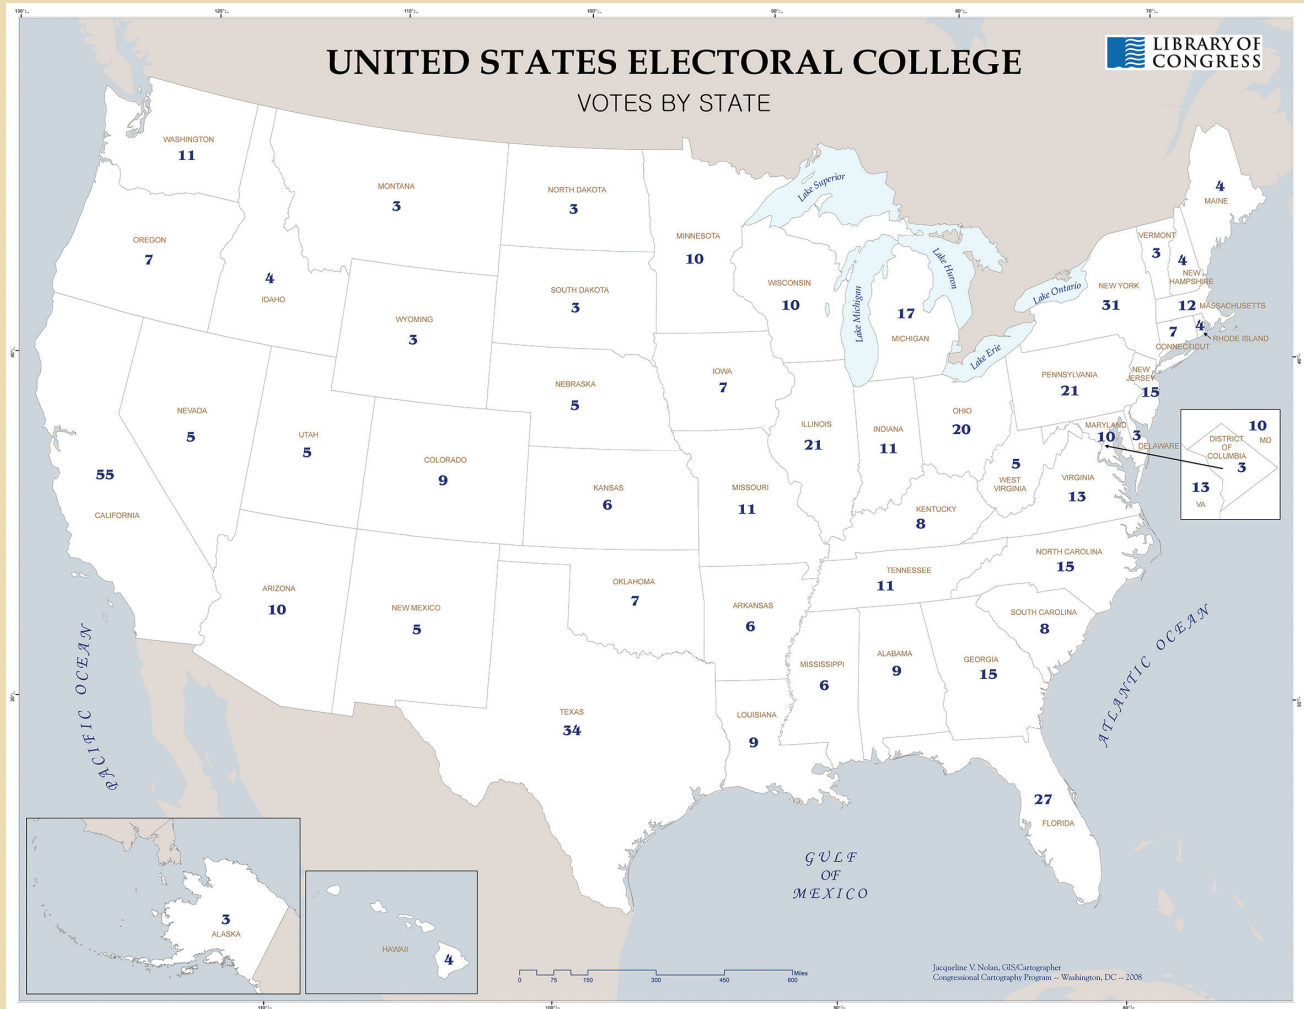 UNITED STATES ELECTORAL COLLEGE
VOTES BY STATE
LIBRARY OF
CONGRESS
WASHINGTON
11
OREGON
7
4
IDAHO
MONTANA
3
WYOMING
3
NORTH DAKOTA
3
SOUTH DAKOTA
3
NEBRASKA
5
KANSAS
6
MINNESOTA
10
IOWA
7
MISSOURI
11
WISCONSIN
10
ILLINOIS
21
17
MICHIGAN
INDIANA
11
OHIO
20
KENTUCKY
8
TENNESSEE
11
Lake Superior
Lake Michigan
Lake Huron
Lake Erie
Lake Ontario
4
MAINE
VERMONT
3
4
NEW
HAMPSHIRE
12
MASSACHUSETTS
7
CONNECTICUT
4
RHODE ISLAND
NEW YORK
31
PENNSYLVANIA
21
NEW
JERSEY
15
MARYLAND
10
3
DELAWARE
10
MD
DISTRICT
OF
COLUMBIA
3
13
VA
5
WEST
VIRGINIA
VIRGINIA
13
NORTH CAROLINA
15
SOUTH CAROLINA
8
GEORGIA
15
27
FLORIDA
ALABAMA
9
MISSISSIPPI
6
LOUISIANA
9
ARKANSAS
6
OKLAHOMA
7
TEXAS
34
NEW MEXICO
5
ARIZONA
10
COLORADO
9
UTAH
5
NEVADA
5
55
CALIFORNIA
3
ALASKA
HAWAII
4
PACIFIC OCEAN
ATLANTIC OCEAN
GULF
OF
MEXICO
Miles
0 75 150 300 450 600
Jacqueline V. Nolan, GIS/Cartographer
Congressional Cartography Program -- Washington, DC -- 2008